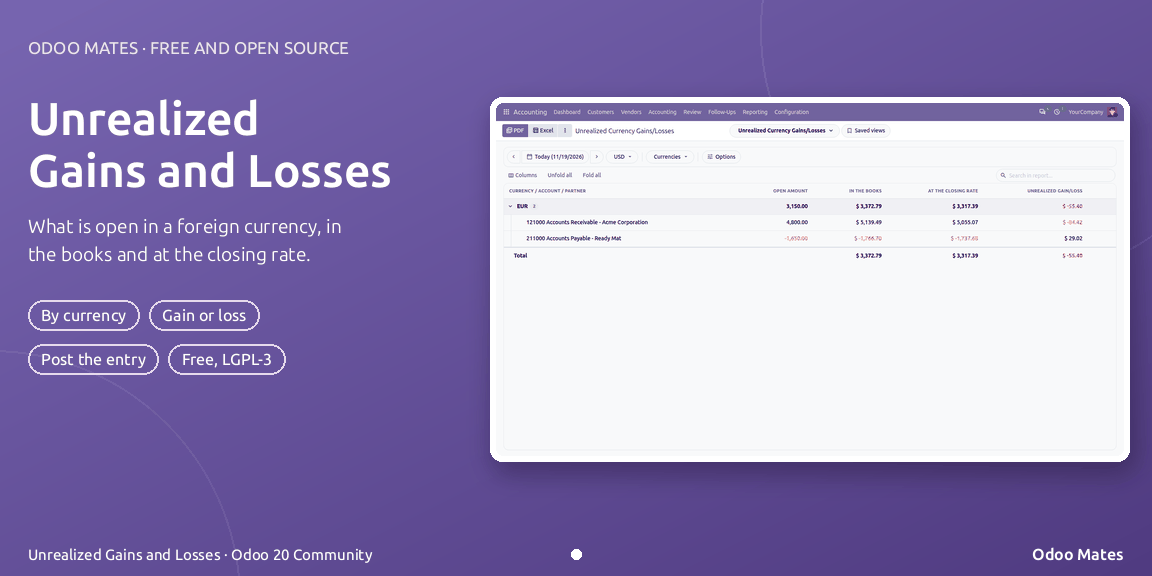 ODOO MATES · FREE AND OPEN SOURCE
Unrealized
Gains and Losses
What is open in a foreign currency, in
the books and at the closing rate.
By currency
Gain or loss
Post the entry
Free, LGPL-3
Accounting Dashboard Customers Vendors Accounting Review Follow-Ups Reporting Configuration YourCompany
PDF Excel Unrealized Currency Gains/Losses Unrealized Currency Gains/Losses Saved views
Today (11/19/2026) USD Currencies Options
Columns Unfold all Fold all Search in report...
CURRENCY / ACCOUNT / PARTNER OPEN AMOUNT IN THE BOOKS AT THE CLOSING RATE UNREALIZED GAIN/LOSS
EUR 2 3,150.00 $ 3,372.79 $ 3,317.39 $ -55.40
121000 Accounts Receivable - Acme Corporation 4,800.00 $ 5,139.49 $ 5,055.07 $ -84.42
211000 Accounts Payable - Ready Mat -1,650.00 $ -1,766.70 $ -1,737.68 $ 29.02
Total $ 3,372.79 $ 3,317.39 $ -55.40
Unrealized Gains and Losses · Odoo 20 Community
Odoo Mates